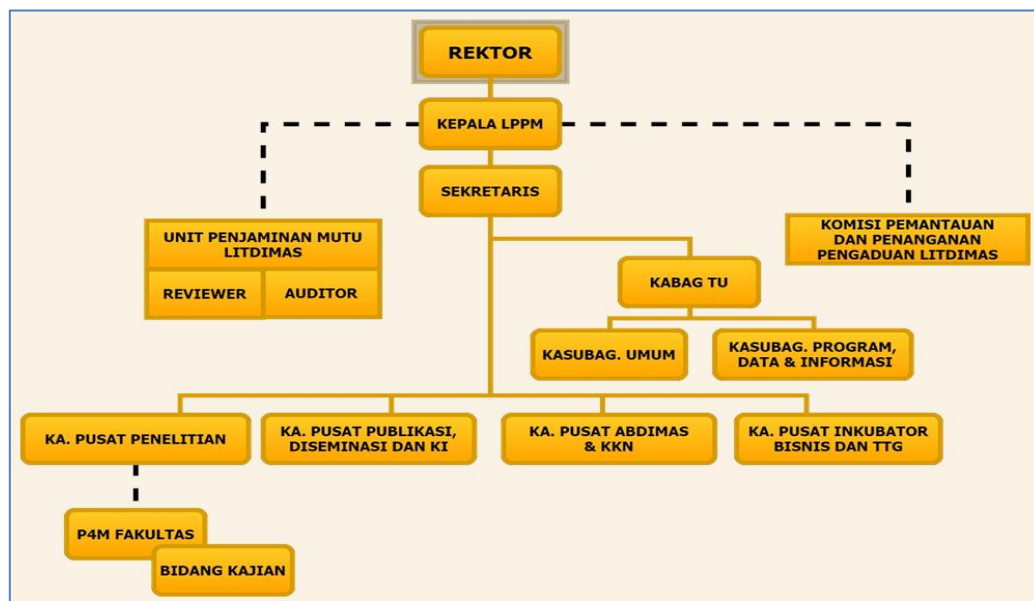 REKTOR
KEPALA LPPM
SEKRETARIS
UNIT PENJAMINAN MUTU
LITDIMAS
REVIEWER
AUDITOR
KOMISI PEMANTAUAN
DAN PENANGANAN
PENGADUAN LITDIMAS
KABAG TU
KASUBAG. UMUM
KASUBAG. PROGRAM,
DATA & INFORMASI
KA. PUSAT PENELITIAN
KA. PUSAT PUBLIKASI,
DISEMINASI DAN KI
KA. PUSAT ABDIMAS
& KKN
KA. PUSAT INKUBATOR
BISNIS DAN TTG
P4M FAKULTAS
BIDANG KAJIAN